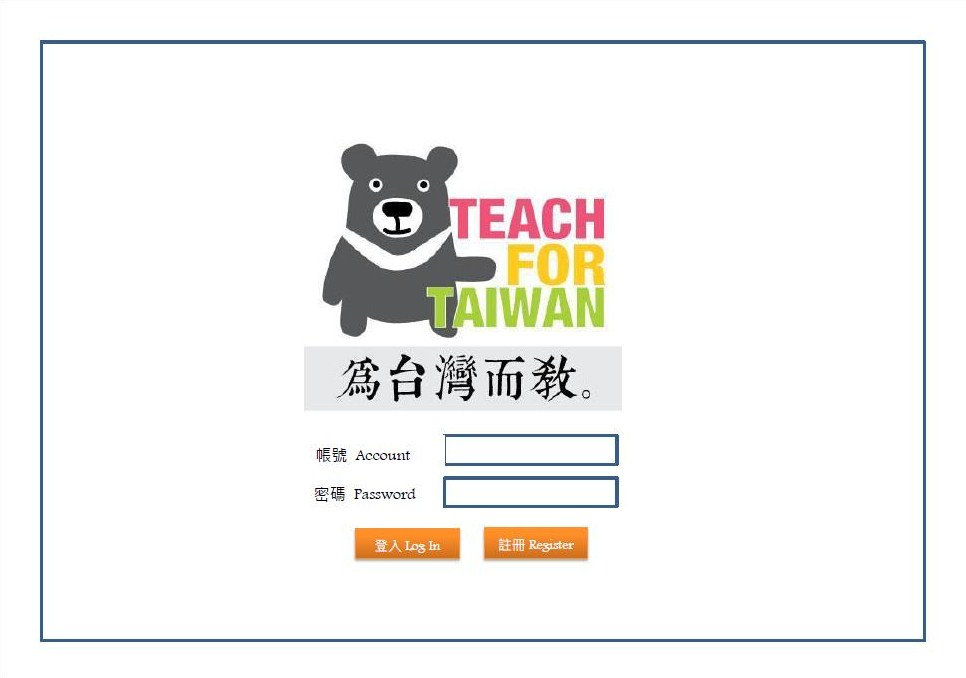 TEACH
FOR
TAIWAN
為台灣而教。
帳號 Account
密碼 Password
登入 Log In
註冊 Register